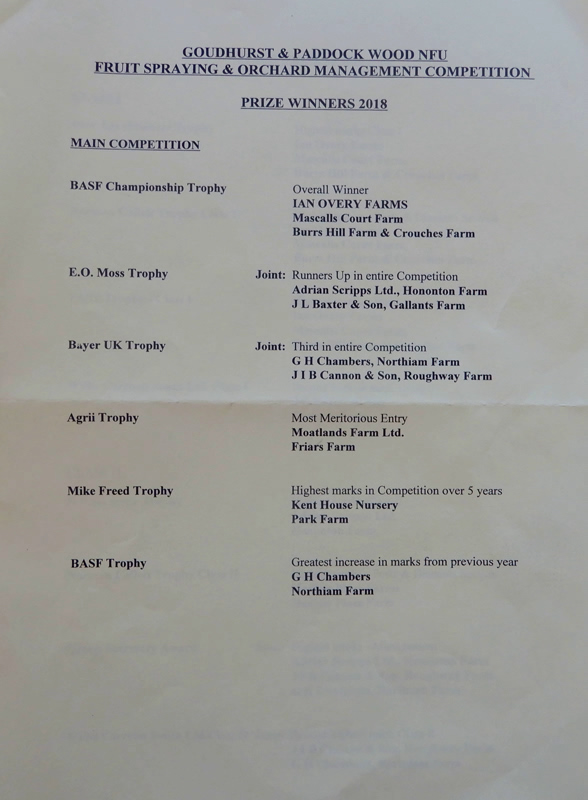 GOUDHURST & PADDOCK WOOD NFU
FRUIT SPRAYING & ORCHARD MANAGEMENT COMPETITION
PRIZE WINNERS 2018
MAIN COMPETITION
BASF Championship Trophy Overall Winner
IAN OVERY FARMS
Mascalls Court Farm
Burrs Hill Farm & Crouches Farm
E.O. Moss Trophy Joint: Runners Up in entire Competition
Adrian Scripps Ltd., Hononton Farm
J L Baxter & Son, Gallants Farm
Bayer UK Trophy Joint: Third in entire Competition
G H Chambers, Northiam Farm
J I B Cannon & Son, Roughway Farm
Agrii Trophy Most Meritorious Entry
Moatlands Farm Ltd.
Friars Farm
Mike Freed Trophy Highest marks in Competition over 5 years
Kent House Nursery
Park Farm
BASF Trophy Greatest increase in marks from previous year
G H Chambers
Northiam Farm